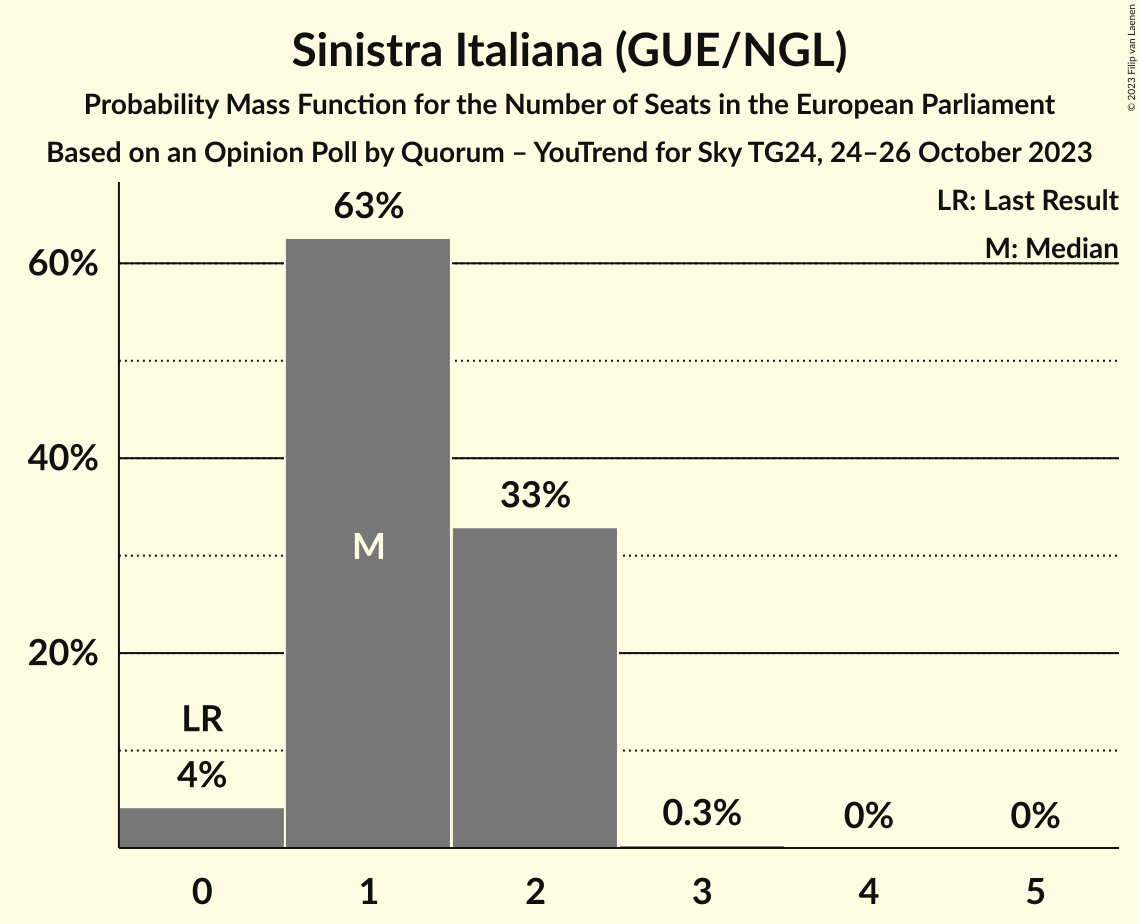 Sinistra Italiana (GUE/NGL)
Probability Mass Function for the Number of Seats in the European Parliament
Based on an Opinion Poll by Quorum – YouTrend for Sky TG24, 24–26 October 2023
© 2023 Filip van Laenen
LR: Last Result
M: Median
63%
60%
40%
33%
M
20%
LR
4%
0.3%
0%
0%
0 1 2 3 4 5